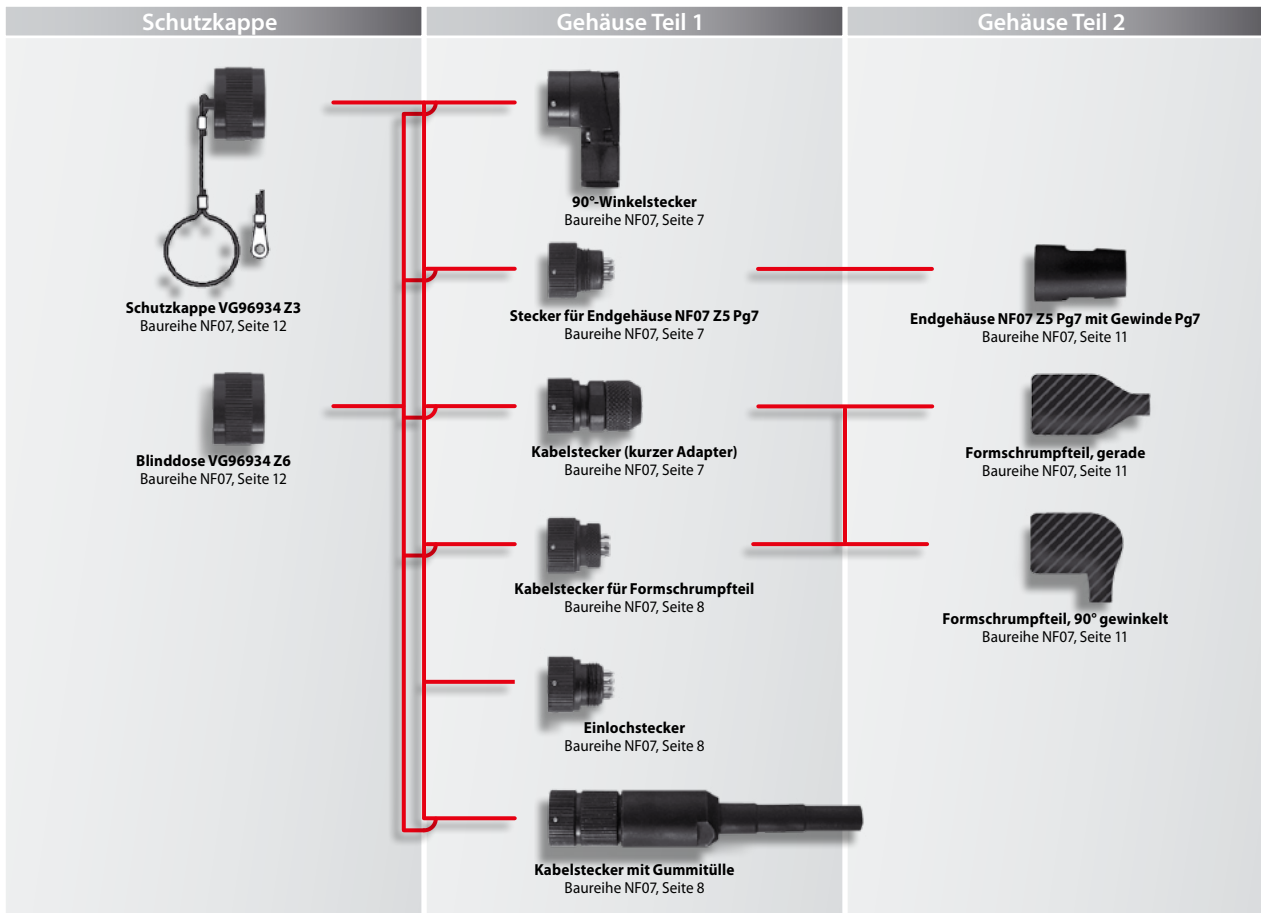 Schutzkappe
Gehäuse Teil 1
Gehäuse Teil 2
Schutzkappe VG96934 Z3
Baureihe NF07, Seite 12
Blinddose VG96934 Z6
Baureihe NF07, Seite 12
90°-Winkelstecker
Baureihe NF07, Seite 7
Stecker für Endgehäuse NF07 Z5 Pg7
Baureihe NF07, Seite 7
Kabelstecker (kurzer Adapter)
Baureihe NF07, Seite 7
Kabelstecker für Formschrumpfteil
Baureihe NF07, Seite 8
Einlochstecker
Baureihe NF07, Seite 8
Kabelstecker mit Gummitülle
Baureihe NF07, Seite 8
Endgehäuse NF07 Z5 Pg7 mit Gewinde Pg7
Baureihe NF07, Seite 11
Formschrumpfteil, gerade
Baureihe NF07, Seite 11
Formschrumpfteil, 90° gewinkelt
Baureihe NF07, Seite 11